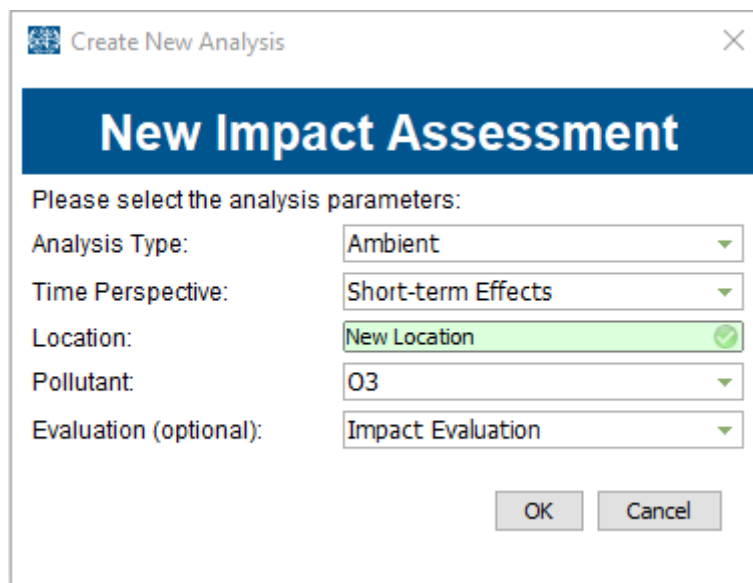 Create New Analysis
New Impact Assessment
Please select the analysis parameters:
Analysis Type: Ambient
Time Perspective: Short-term Effects
Location: New Location
Pollutant: O3
Evaluation (optional): Impact Evaluation
OK Cancel